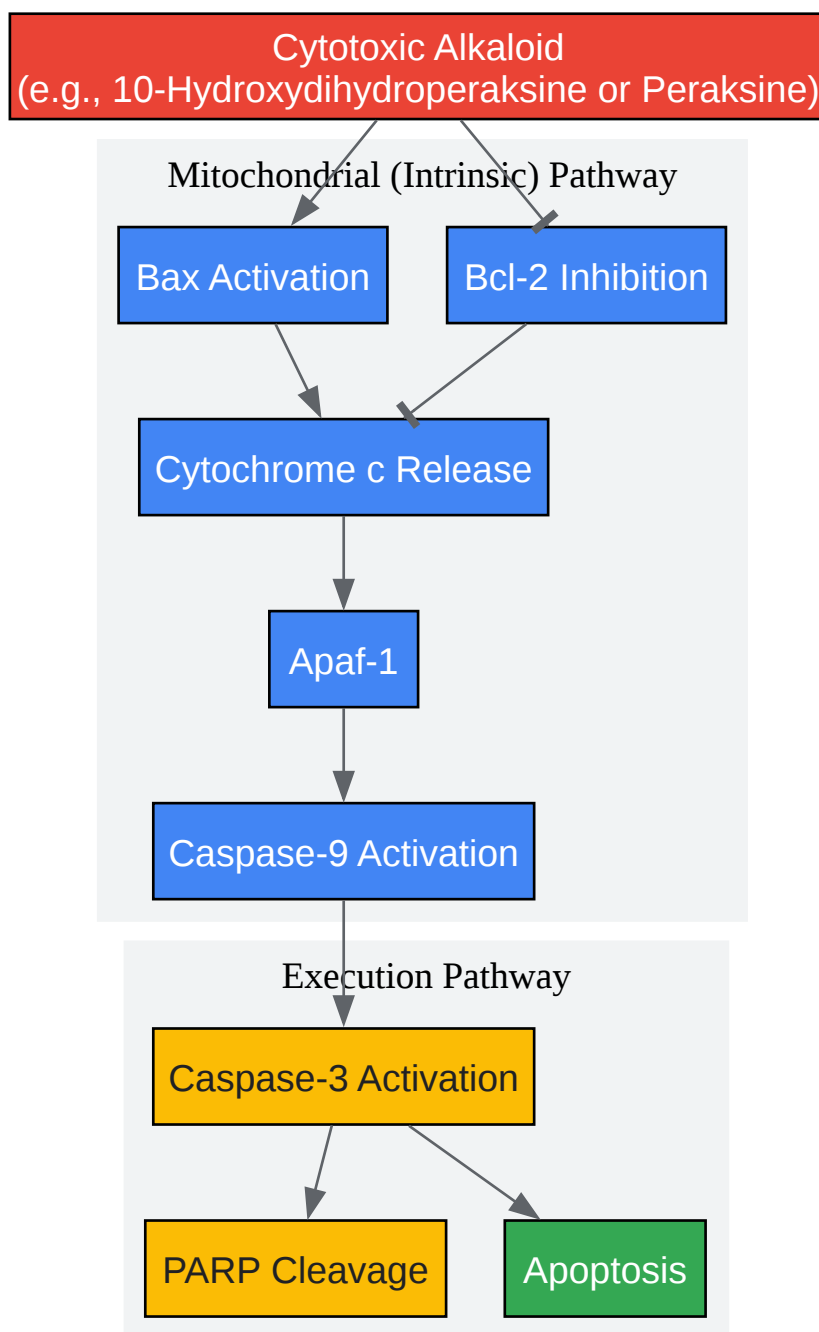 Cytotoxic Alkaloid
(e.g., 10-Hydroxydihydroperaksine or Peraksine)
Mitochondrial (Intrinsic) Pathway
Bax Activation
Bcl-2 Inhibition
Cytochrome c Release
Apaf-1
Caspase-9 Activation
Execution Pathway
Caspase-3 Activation
PARP Cleavage
Apoptosis